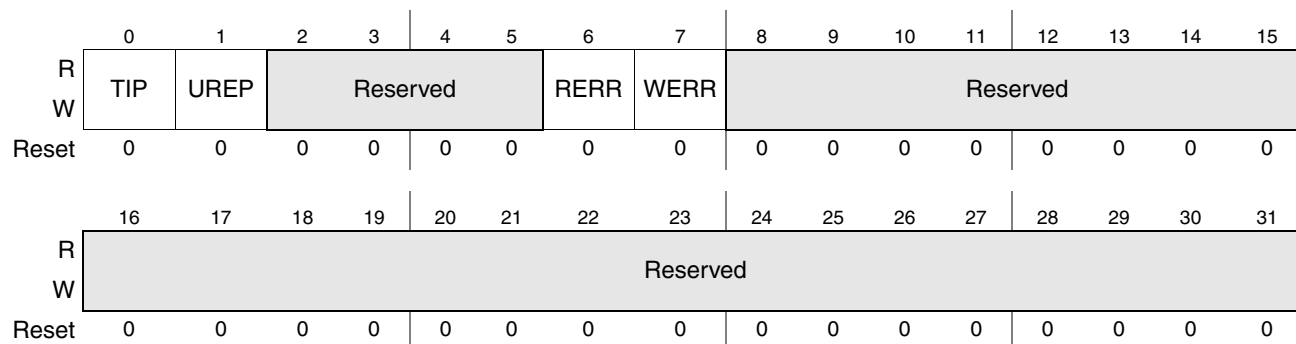 0 1 2 3 4 5 6 7 8 9 10 11 12 13 14 15
R
TIP UREP Reserved RERR WERR Reserved
W
Reset 0 0 0 0 0 0 0 0 0 0 0 0 0 0 0 0
16 17 18 19 20 21 22 23 24 25 26 27 28 29 30 31
R
Reserved
W
Reset 0 0 0 0 0 0 0 0 0 0 0 0 0 0 0 0